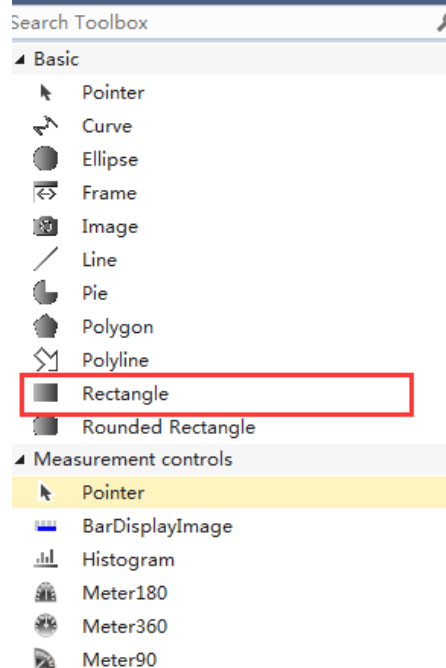 Search Toolbox
Basic
Pointer
Curve
Ellipse
Frame
Image
Line
Pie
Polygon
Polyline
Rectangle
Rounded Rectangle
Measurement controls
Pointer
BarDisplayImage
Histogram
Meter180
Meter360
Meter90